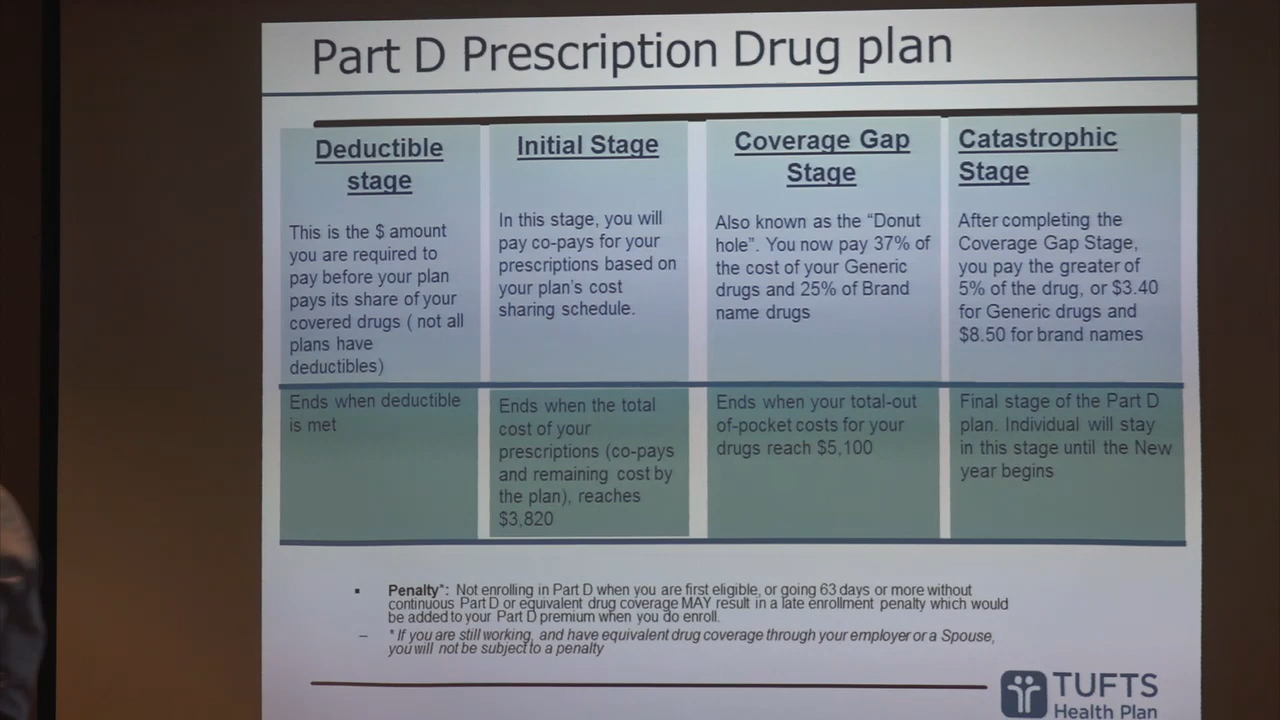 Part D Prescription Drug plan
Deductible
stage
This is the $ amount
you are required to
pay before your plan
pays its share of your
covered drugs ( not all
plans have
deductibles)
Ends when deductible
is met
Initial Stage
In this stage, you will
pay co-pays for your
prescriptions based on
your plan's cost
sharing schedule.
Ends when the total
cost of your
prescriptions (co-pays
and remaining cost by
the plan), reaches
$3,820
Coverage Gap
Stage
Also known as the “Donut
hole”. You now pay 37% of
the cost of your Generic
drugs and 25% of Brand
name drugs
Ends when your total-out
of-pocket costs for your
drugs reach $5,100
Catastrophic
Stage
After completing the
Coverage Gap Stage,
you pay the greater of
5% of the drug, or $3.40
for Generic drugs and
$8.50 for brand names
Final stage of the Part D
plan. Individual will stay
in this stage until the New
year begins
▪ Penalty*: Not enrolling in Part D when you are first eligible, or going 63 days or more without
continuous Part D or equivalent drug coverage MAY result in a late enrollment penalty which would
be added to your Part D premium when you do enroll.
– * If you are still working, and have equivalent drug coverage through your employer or a Spouse,
you will not be subject to a penalty
TUFTS
Health Plan